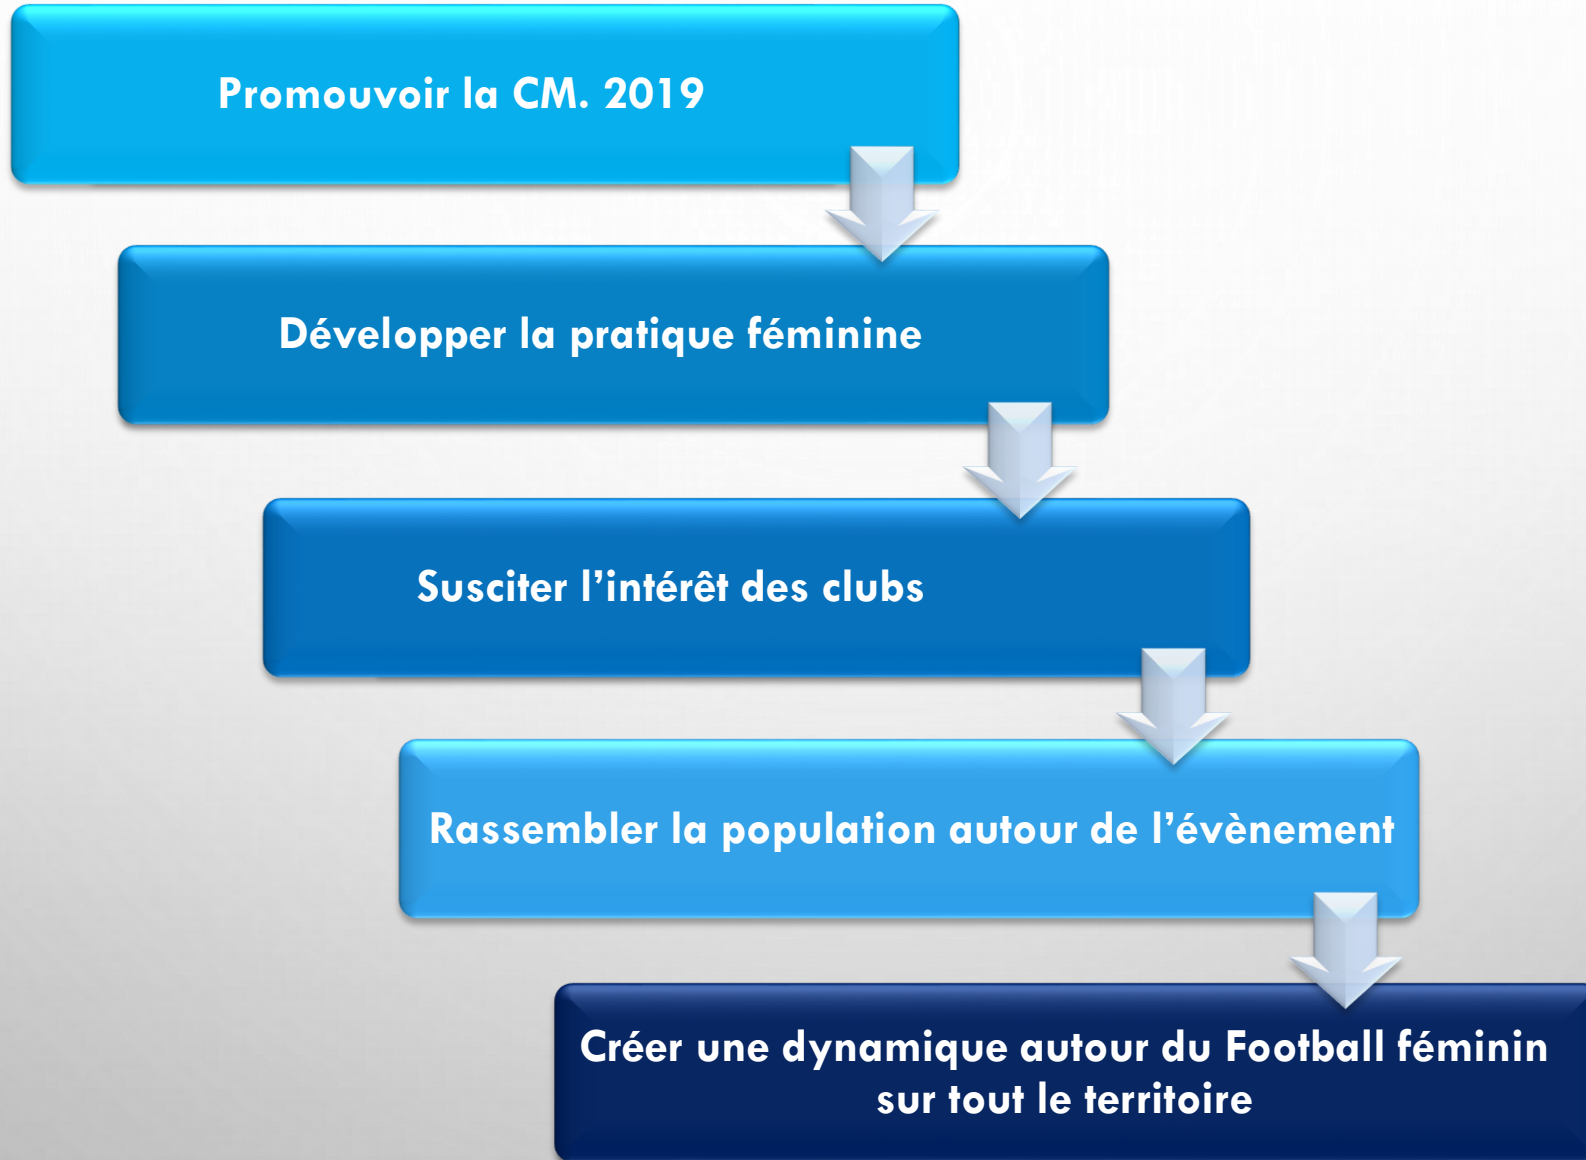 Promouvoir la CM. 2019
Développer la pratique féminine
Susciter l’intérêt des clubs
Rassembler la population autour de l’évènement
Créer une dynamique autour du Football féminin
sur tout le territoire